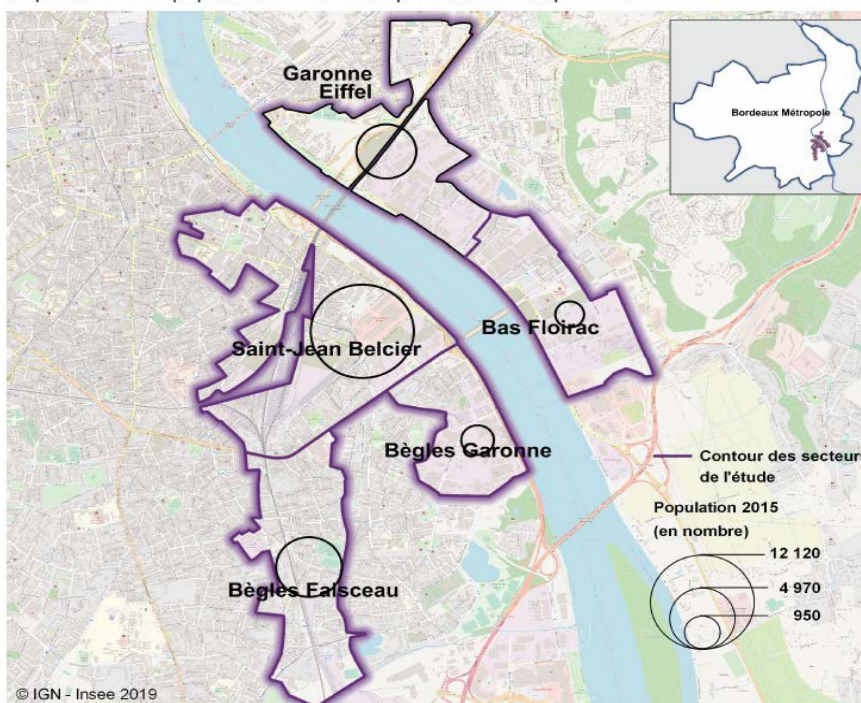 Garonne
Eiffel
Bordeaux Métropole
Saint-Jean Belcier
Bas Floirac
Bègles Garonne
Bègles Faisceau
Contour des secteurs
de l'étude
Population 2015
(en nombre)
12 120
4 970
950
© IGN - Insee 2019